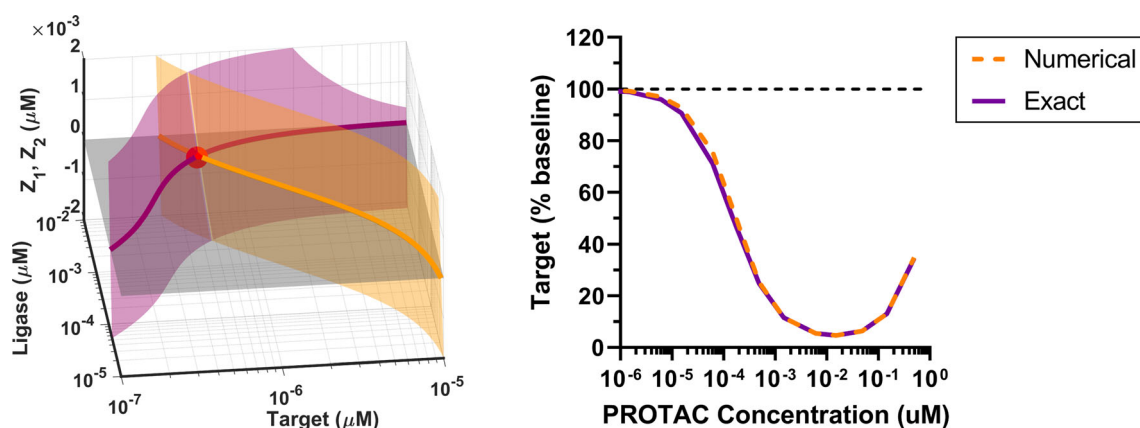 ×10⁻³
2
1
0
-1
-2
Z₁, Z₂ (μM)
10⁻²
10⁻³
10⁻⁴
10⁻⁵
Ligase (μM)
10⁻⁷
10⁻⁶
10⁻⁵
Target (μM)
120
100
80
60
40
20
0
Target (% baseline)
10⁻⁶ 10⁻⁵ 10⁻⁴ 10⁻³ 10⁻² 10⁻¹ 10⁰
PROTAC Concentration (uM)
Numerical
Exact